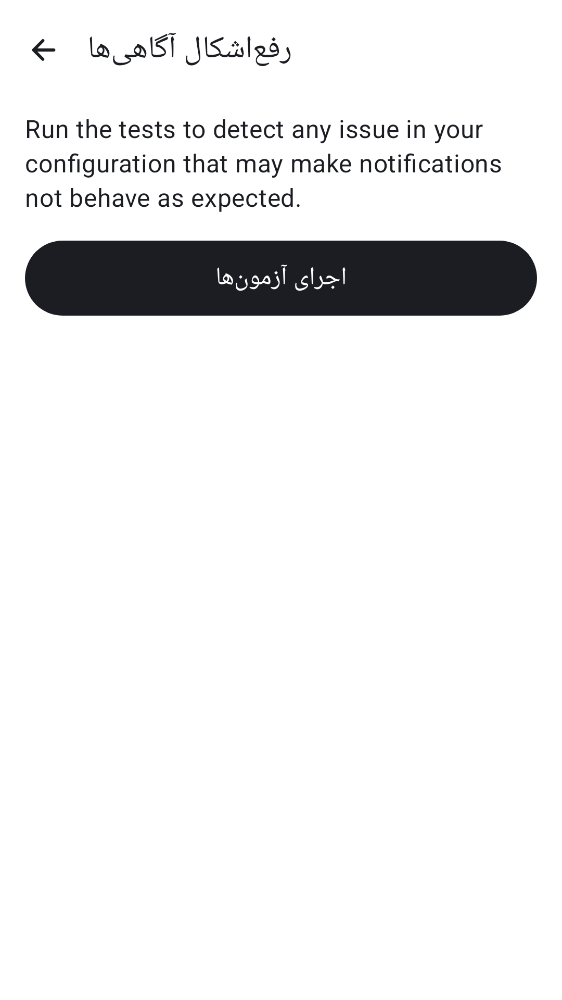 رفع‌اشکال آگاهی‌ها
Run the tests to detect any issue in your
configuration that may make notifications
not behave as expected.
اجرای آزمون‌ها